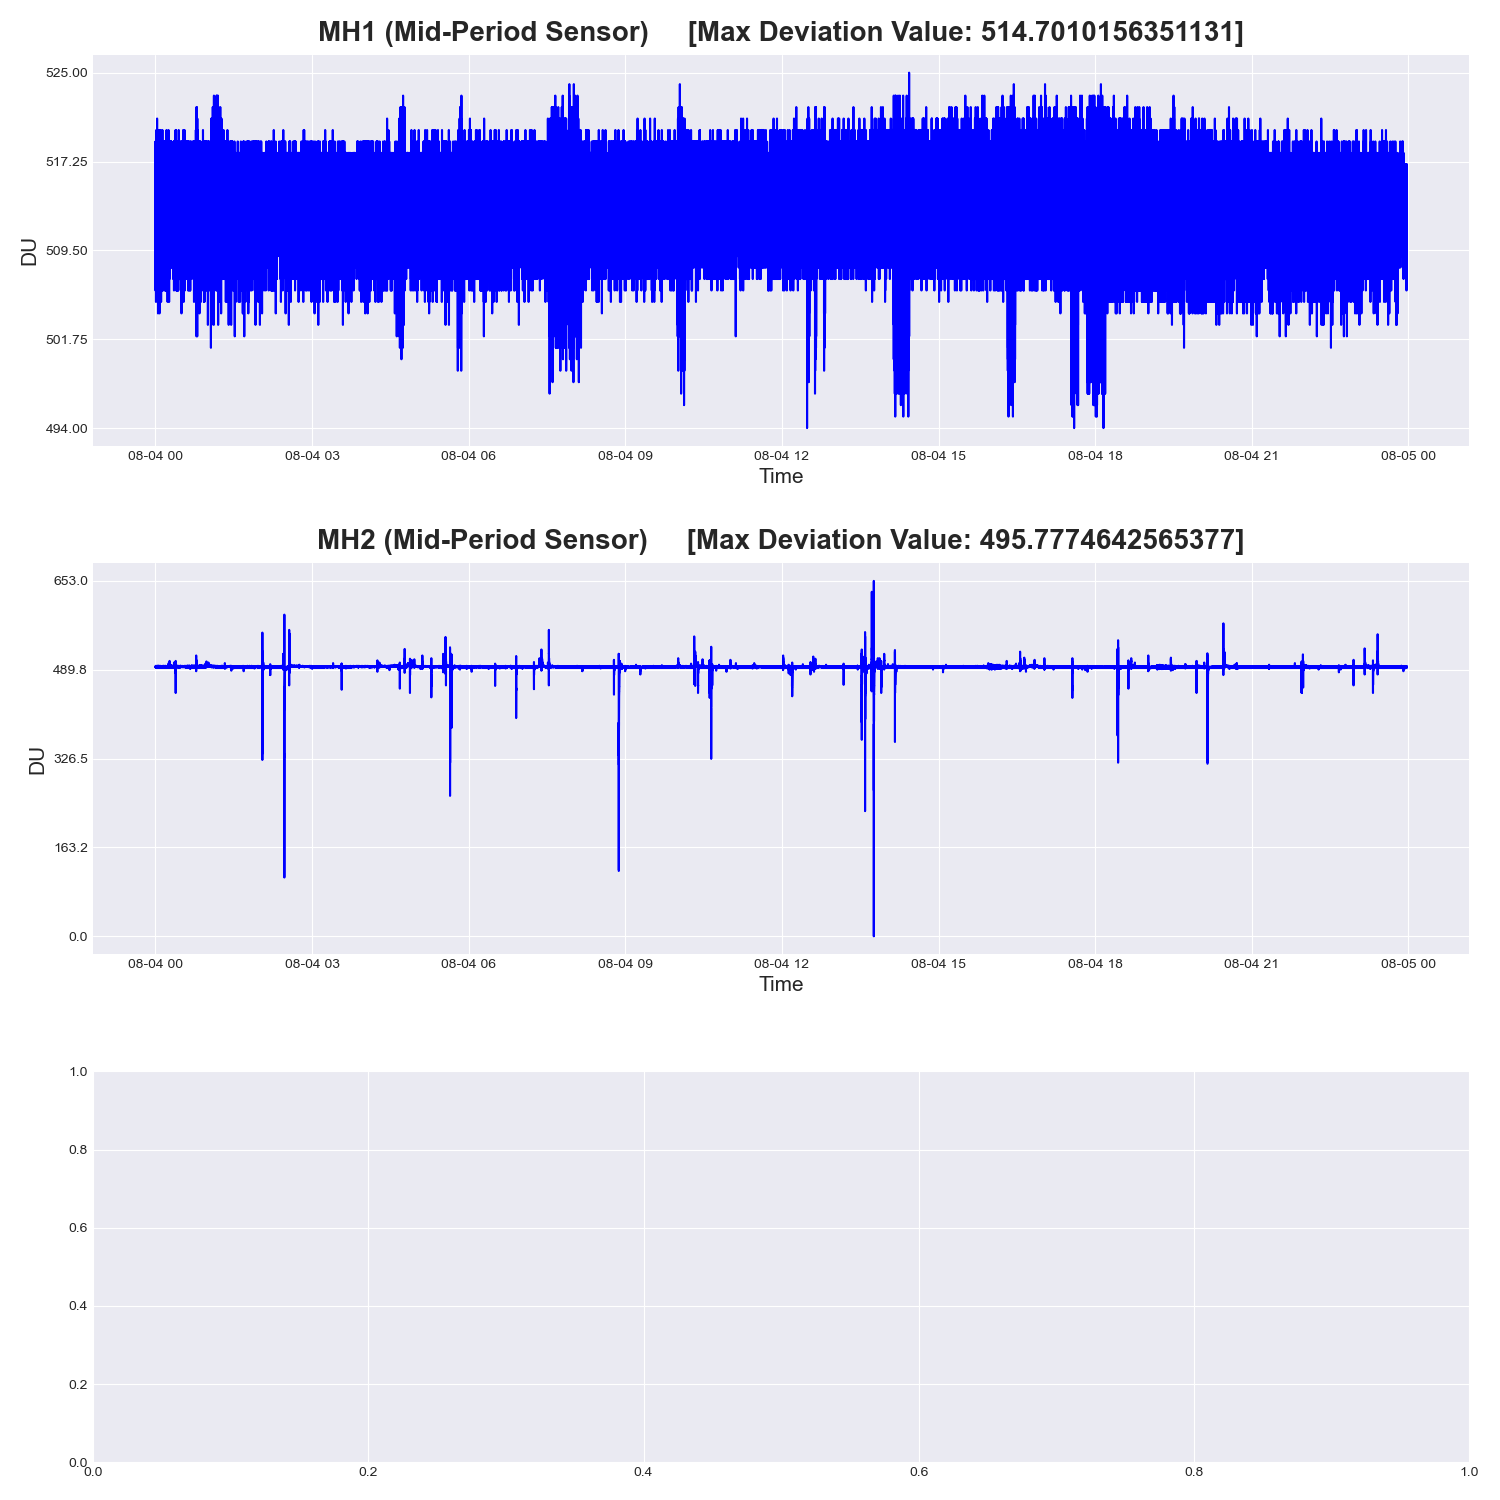 MH1 (Mid-Period Sensor) [Max Deviation Value: 514.7010156351131]
525.00
517.25
509.50
501.75
494.00
DU
08-04 00 08-04 03 08-04 06 08-04 09 08-04 12 08-04 15 08-04 18 08-04 21 08-05 00
Time
MH2 (Mid-Period Sensor) [Max Deviation Value: 495.7774642565377]
653.0
489.8
326.5
163.2
0.0
DU
08-04 00 08-04 03 08-04 06 08-04 09 08-04 12 08-04 15 08-04 18 08-04 21 08-05 00
Time
1.0
0.8
0.6
0.4
0.2
0.0
0.0 0.2 0.4 0.6 0.8 1.0